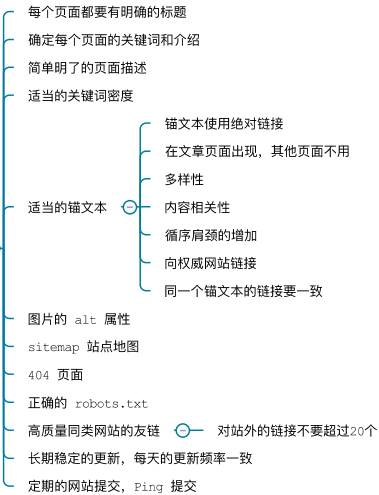 每个页面都要有明确的标题
确定每个页面的关键词和介绍
简单明了的页面描述
适当的关键词密度
适当的锚文本
锚文本使用绝对链接
在文章页面出现，其他页面不用
多样性
内容相关性
循序肩颈的增加
向权威网站链接
同一个锚文本的链接要一致
图片的 alt 属性
sitemap 站点地图
404 页面
正确的 robots.txt
高质量同类网站的友链
对站外的链接不要超过20个
长期稳定的更新，每天的更新频率一致
定期的网站提交，Ping 提交